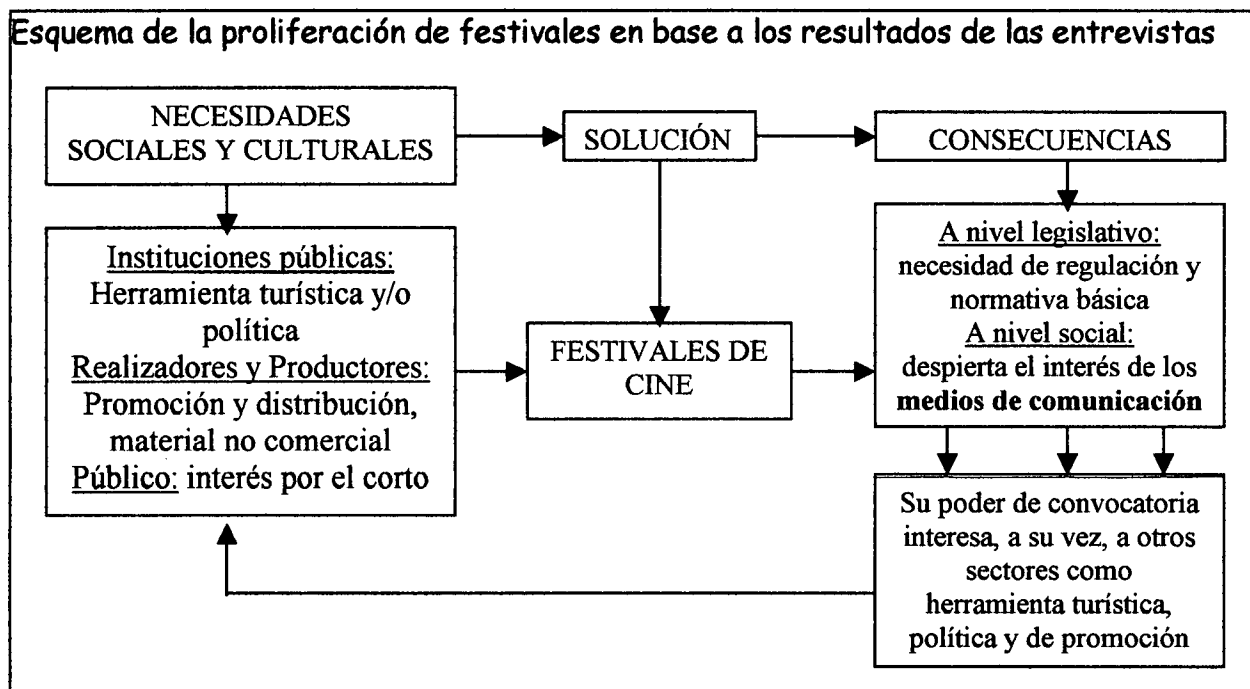 Esquema de la proliferación de festivales en base a los resultados de las entrevistas
NECESIDADES
SOCIALES Y CULTURALES
SOLUCIÓN
CONSECUENCIAS
Instituciones públicas:
Herramienta turística y/o
política
Realizadores y Productores:
Promoción y distribución,
material no comercial
Público: interés por el corto
FESTIVALES DE
CINE
A nivel legislativo:
necesidad de regulación y
normativa básica
A nivel social:
despierta el interés de los
medios de comunicación
Su poder de convocatoria
interesa, a su vez, a otros
sectores como
herramienta turística,
política y de promoción